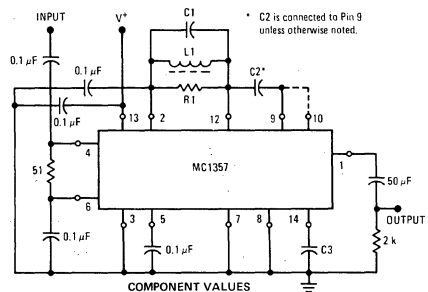 INPUT
V⁺
C1
* C2 is connected to Pin 9
unless otherwise noted.
L1
0.1 µF
0.1 µF
R1
C2*
0.1 µF
13
2
12
9
10
4
MC1357
1
51
50 µF
6
OUTPUT
3
5
7
8
14
0.1 µF
0.1 µF
C3
2 k
COMPONENT VALUES